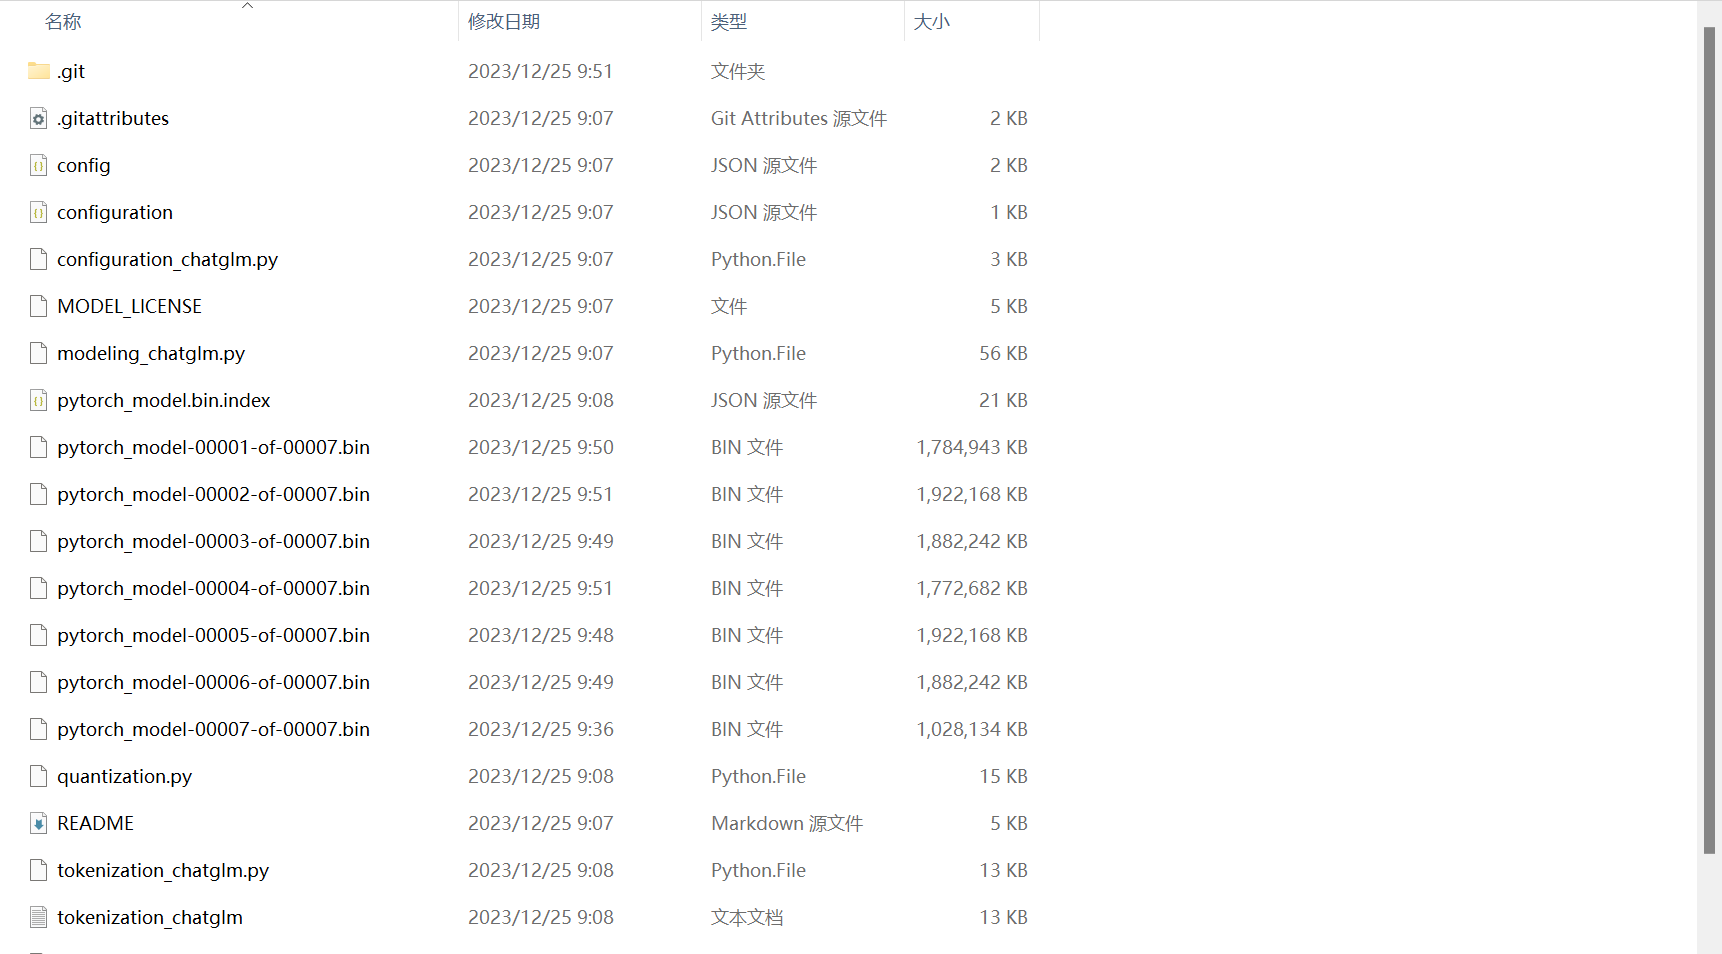 名称 修改日期 类型 大小
.git 2023/12/25 9:51 文件夹
.gitattributes 2023/12/25 9:07 Git Attributes 源文件 2 KB
config 2023/12/25 9:07 JSON 源文件 2 KB
configuration 2023/12/25 9:07 JSON 源文件 1 KB
configuration_chatglm.py 2023/12/25 9:07 Python.File 3 KB
MODEL_LICENSE 2023/12/25 9:07 文件 5 KB
modeling_chatglm.py 2023/12/25 9:07 Python.File 56 KB
pytorch_model.bin.index 2023/12/25 9:08 JSON 源文件 21 KB
pytorch_model-00001-of-00007.bin 2023/12/25 9:50 BIN 文件 1,784,943 KB
pytorch_model-00002-of-00007.bin 2023/12/25 9:51 BIN 文件 1,922,168 KB
pytorch_model-00003-of-00007.bin 2023/12/25 9:49 BIN 文件 1,882,242 KB
pytorch_model-00004-of-00007.bin 2023/12/25 9:51 BIN 文件 1,772,682 KB
pytorch_model-00005-of-00007.bin 2023/12/25 9:48 BIN 文件 1,922,168 KB
pytorch_model-00006-of-00007.bin 2023/12/25 9:49 BIN 文件 1,882,242 KB
pytorch_model-00007-of-00007.bin 2023/12/25 9:36 BIN 文件 1,028,134 KB
quantization.py 2023/12/25 9:08 Python.File 15 KB
README 2023/12/25 9:07 Markdown 源文件 5 KB
tokenization_chatglm.py 2023/12/25 9:08 Python.File 13 KB
tokenization_chatglm 2023/12/25 9:08 文本文档 13 KB